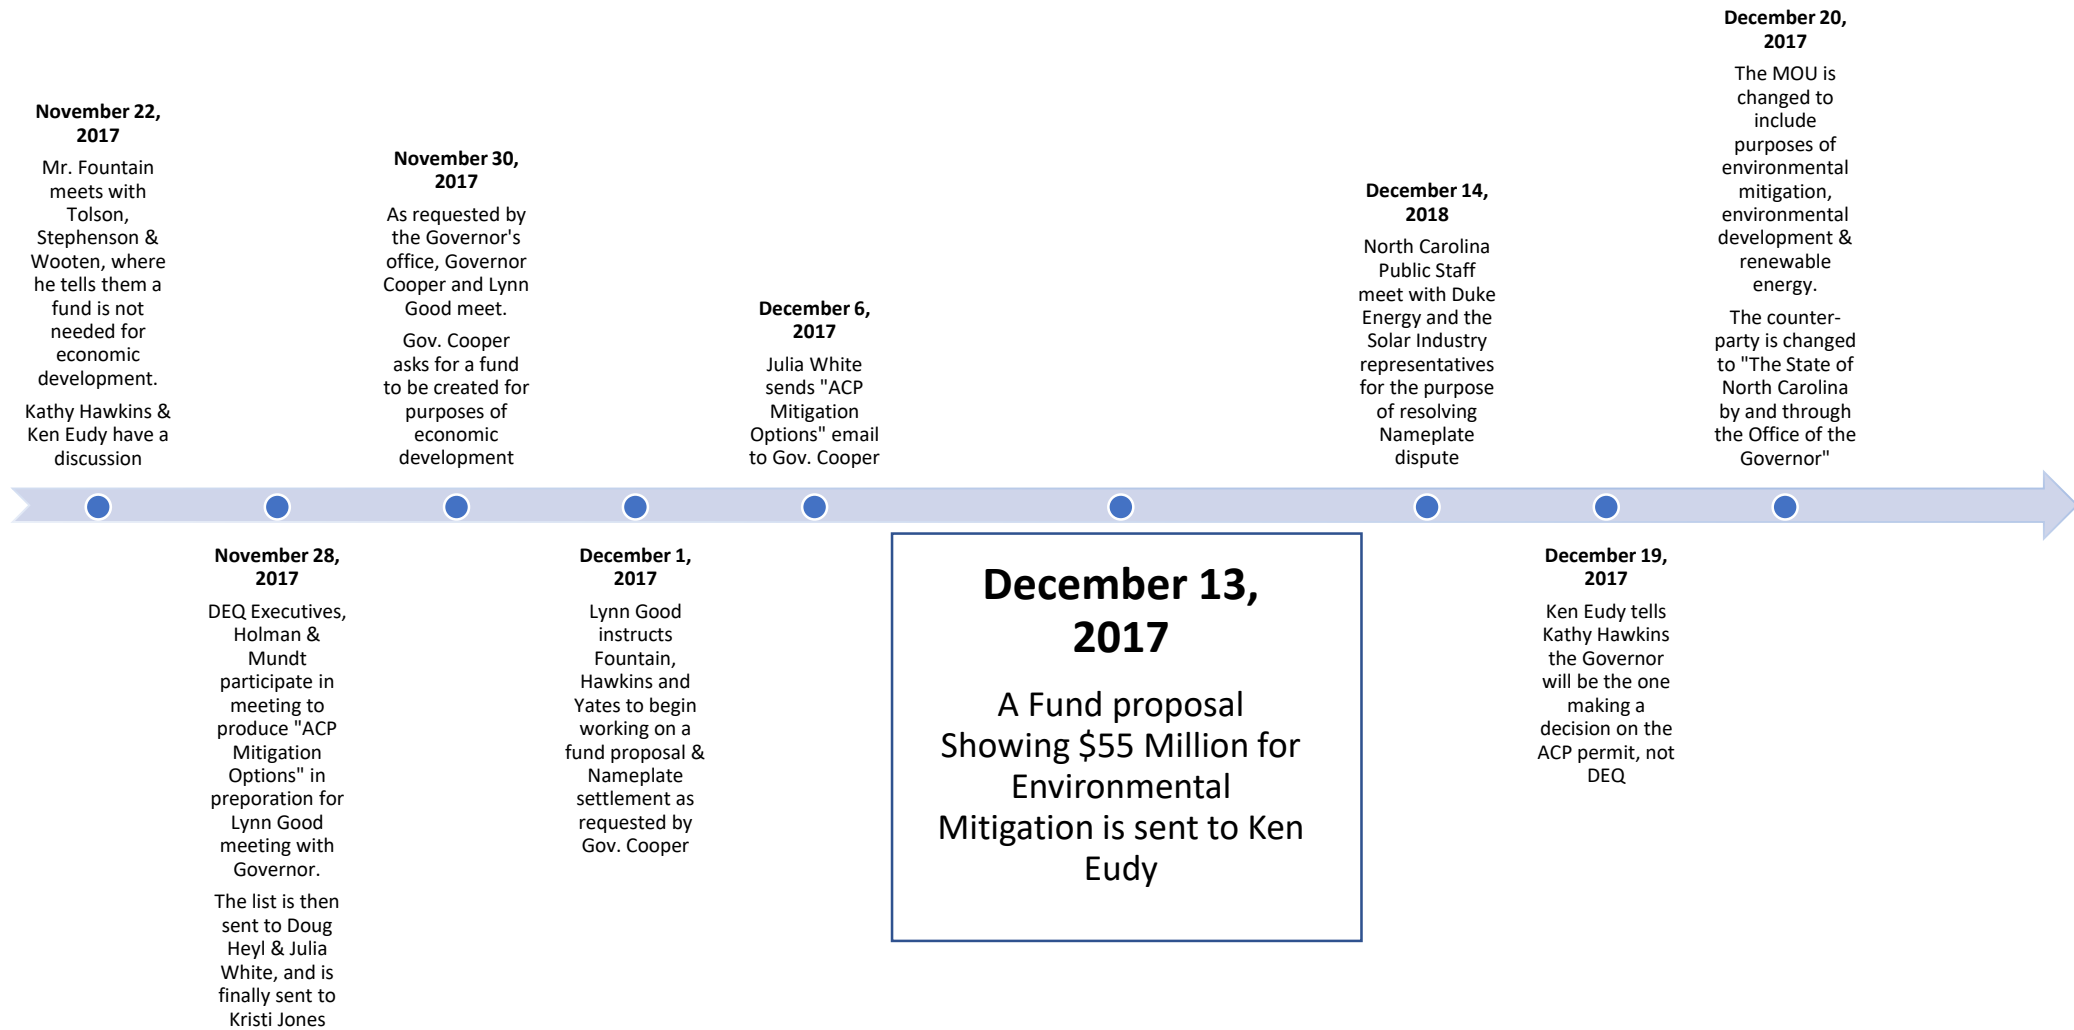 November 22,
2017
Mr. Fountain
meets with
Tolson,
Stephenson &
Wooten, where
he tells them a
fund is not
needed for
economic
development.
Kathy Hawkins &
Ken Eudy have a
discussion
November 28,
2017
DEQ Executives,
Holman &
Mundt
participate in
meeting to
produce "ACP
Mitigation
Options" in
preporation for
Lynn Good
meeting with
Governor.
The list is then
sent to Doug
Heyl & Julia
White, and is
finally sent to
Kristi Jones
November 30,
2017
As requested by
the Governor's
office, Governor
Cooper and Lynn
Good meet.
Gov. Cooper
asks for a fund
to be created for
purposes of
economic
development
December 1,
2017
Lynn Good
instructs
Fountain,
Hawkins and
Yates to begin
working on a
fund proposal &
Nameplate
settlement as
requested by
Gov. Cooper
December 6,
2017
Julia White
sends "ACP
Mitigation
Options" email
to Gov. Cooper
December 13,
2017
A Fund proposal
Showing $55 Million for
Environmental
Mitigation is sent to Ken
Eudy
December 14,
2018
North Carolina
Public Staff
meet with Duke
Energy and the
Solar Industry
representatives
for the purpose
of resolving
Nameplate
dispute
December 19,
2017
Ken Eudy tells
Kathy Hawkins
the Governor
will be the one
making a
decision on the
ACP permit, not
DEQ
December 20,
2017
The MOU is
changed to
include
purposes of
environmental
mitigation,
environmental
development &
renewable
energy.
The counter-
party is changed
to "The State of
North Carolina
by and through
the Office of the
Governor"